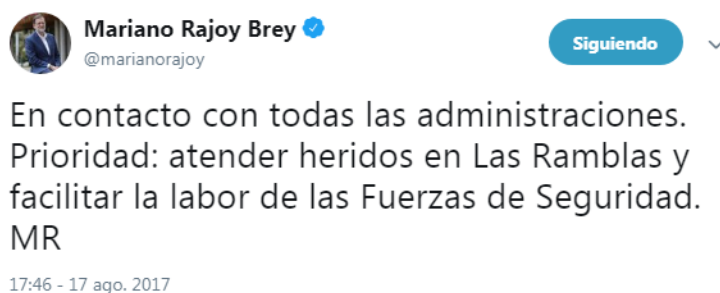 Mariano Rajoy Brey
@marianorajoy
Siguiendo
En contacto con todas las administraciones.
Prioridad: atender heridos en Las Ramblas y
facilitar la labor de las Fuerzas de Seguridad.
MR
17:46 - 17 ago. 2017